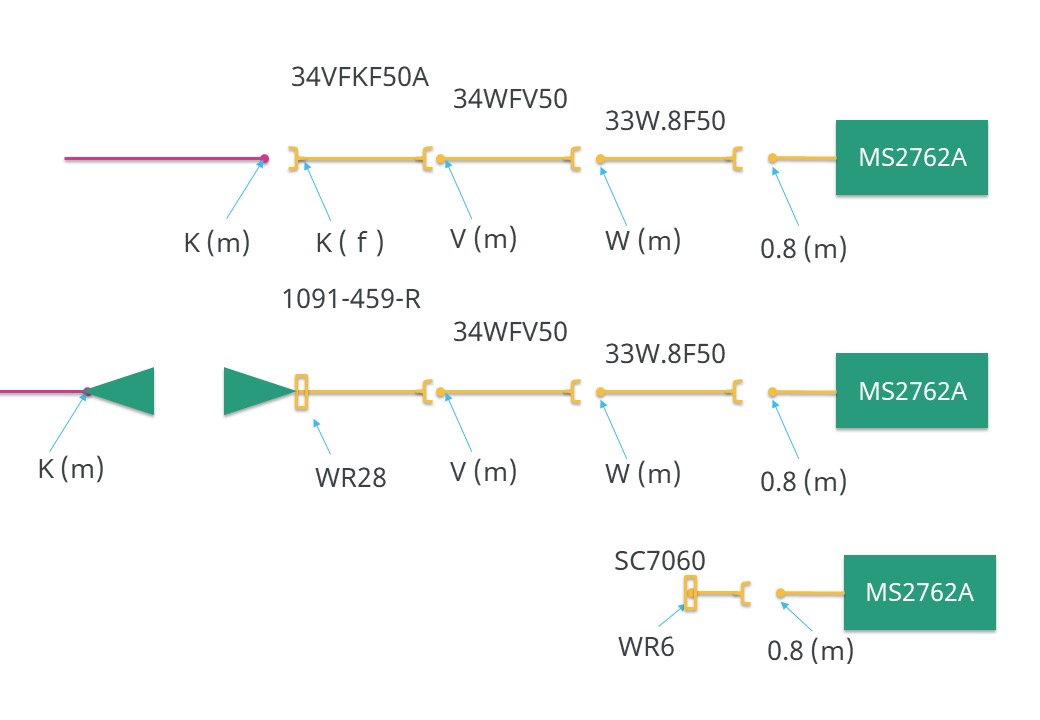 34VFKF50A
34WFV50
33W.8F50
MS2762A
K (m)
K ( f )
V (m)
W (m)
0.8 (m)
1091-459-R
34WFV50
33W.8F50
MS2762A
K (m)
WR28
V (m)
W (m)
0.8 (m)
SC7060
MS2762A
WR6
0.8 (m)